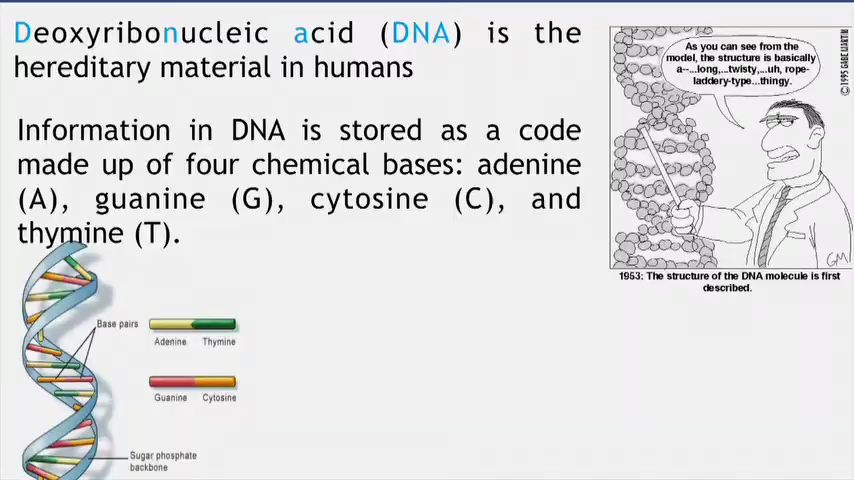 Deoxyribonucleic acid (DNA) is the
hereditary material in humans
Information in DNA is stored as a code
made up of four chemical bases: adenine
(A), guanine (G), cytosine (C), and
thymine (T).
As you can see from the
model, the structure is basically
a--...long,...twisty,...uh, rope-
laddery-type...thingy.
©1995 GABE MARTIN
GM
1953: The structure of the DNA molecule is first
described.
Base pairs
Adenine Thymine
Guanine Cytosine
Sugar phosphate
backbone